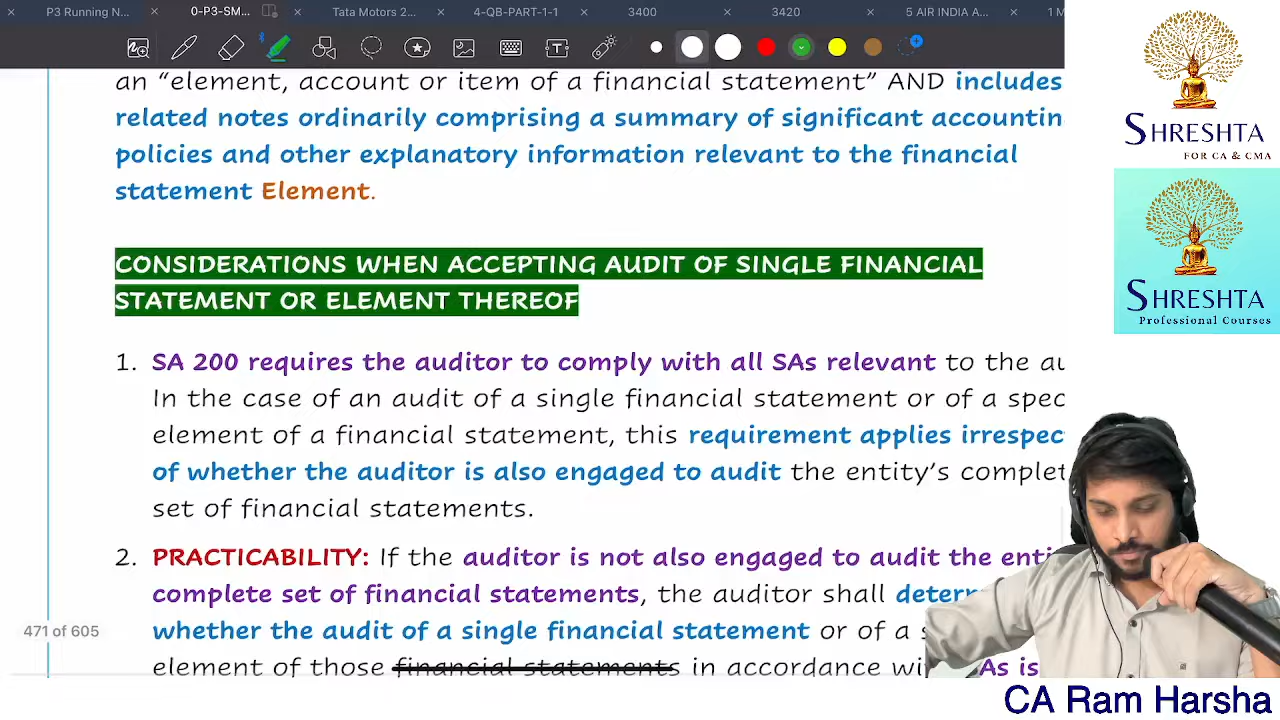 P3 Running N...
0-P3-SM...
Tata Motors 2...
4-QB-PART-1-1
3400
3420
5 AIR INDIA A...
1 M
an “element, account or item of a financial statement” AND includes
related notes ordinarily comprising a summary of significant accountin
policies and other explanatory information relevant to the financial
statement Element.
CONSIDERATIONS WHEN ACCEPTING AUDIT OF SINGLE FINANCIAL
STATEMENT OR ELEMENT THEREOF
1. SA 200 requires the auditor to comply with all SAs relevant to the au
In the case of an audit of a single financial statement or of a spec
element of a financial statement, this requirement applies irrespec
of whether the auditor is also engaged to audit the entity’s complet
set of financial statements.
2. PRACTICABILITY: If the auditor is not also engaged to audit the enti
complete set of financial statements, the auditor shall determ
whether the audit of a single financial statement or of a s
element of those financial statements in accordance wi As is
471 of 605
SHRESHTA
FOR CA & CMA
SHRESHTA
Professional Courses
CA Ram Harsha